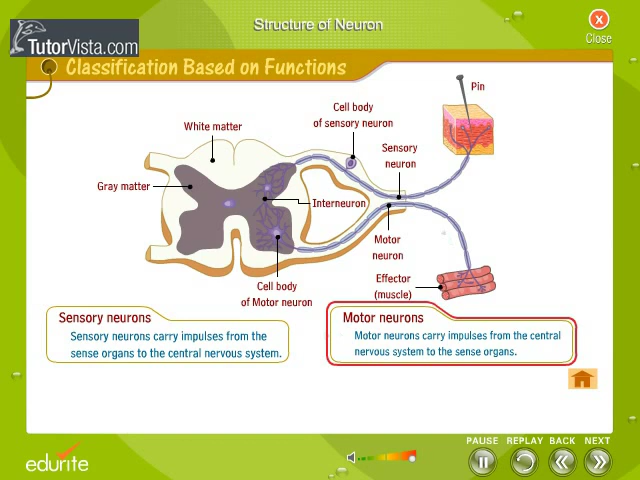 Structure of Neuron
X
Close
TutorVista.com
Classification Based on Functions
Pin
Cell body
of sensory neuron
White matter
Sensory
neuron
Gray matter
Interneuron
Motor
neuron
Cell body
of Motor neuron
Effector
(muscle)
Sensory neurons
Sensory neurons carry impulses from the
sense organs to the central nervous system.
Motor neurons
Motor neurons carry impulses from the central
nervous system to the sense organs.
PAUSE REPLAY BACK NEXT
edurite